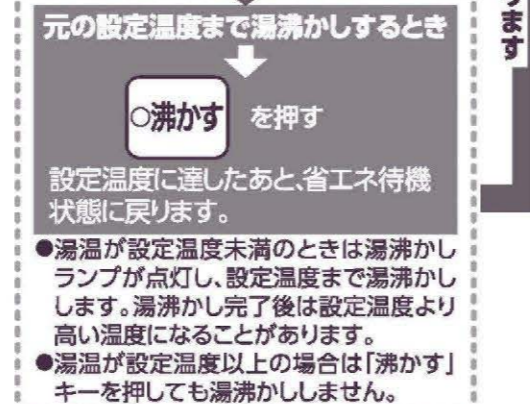 元の設定温度まで湯沸かしするとき
○沸かす を押す
設定温度に達したあと、省エネ待機
状態に戻ります。
●湯温が設定温度未満のときは湯沸かし
ランプが点灯し、設定温度まで湯沸かし
します。湯沸かし完了後は設定温度より
高い温度になることがあります。
●湯温が設定温度以上の場合は「沸かす」
キーを押しても湯沸かししません。
ります